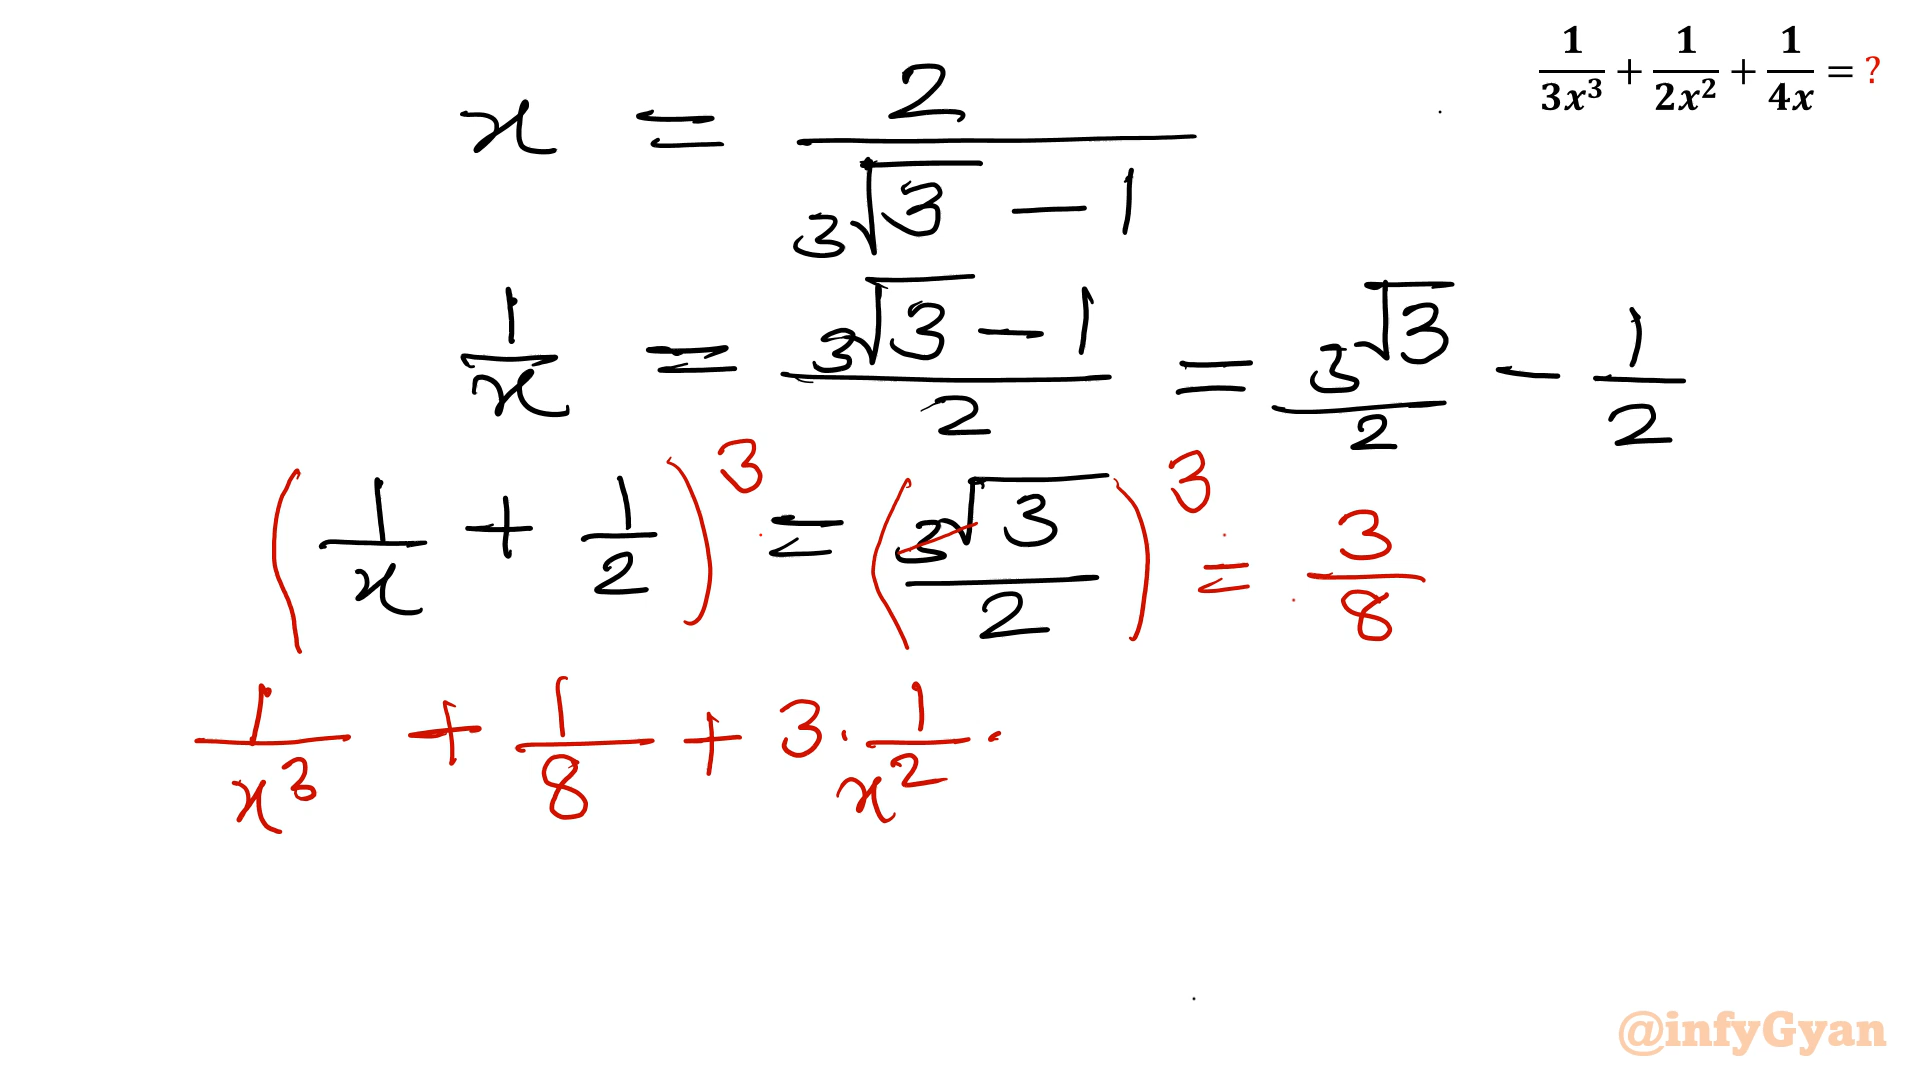 1/(3x³) + 1/(2x²) + 1/(4x) = ?
x = 2/(∛3 − 1)
1/x = (∛3 − 1)/2 = ∛3/2 − 1/2
(1/x + 1/2)³ = (∛3/2)³ = 3/8
1/x³ + 1/8 + 3 · 1/x² ·
@infyGyan